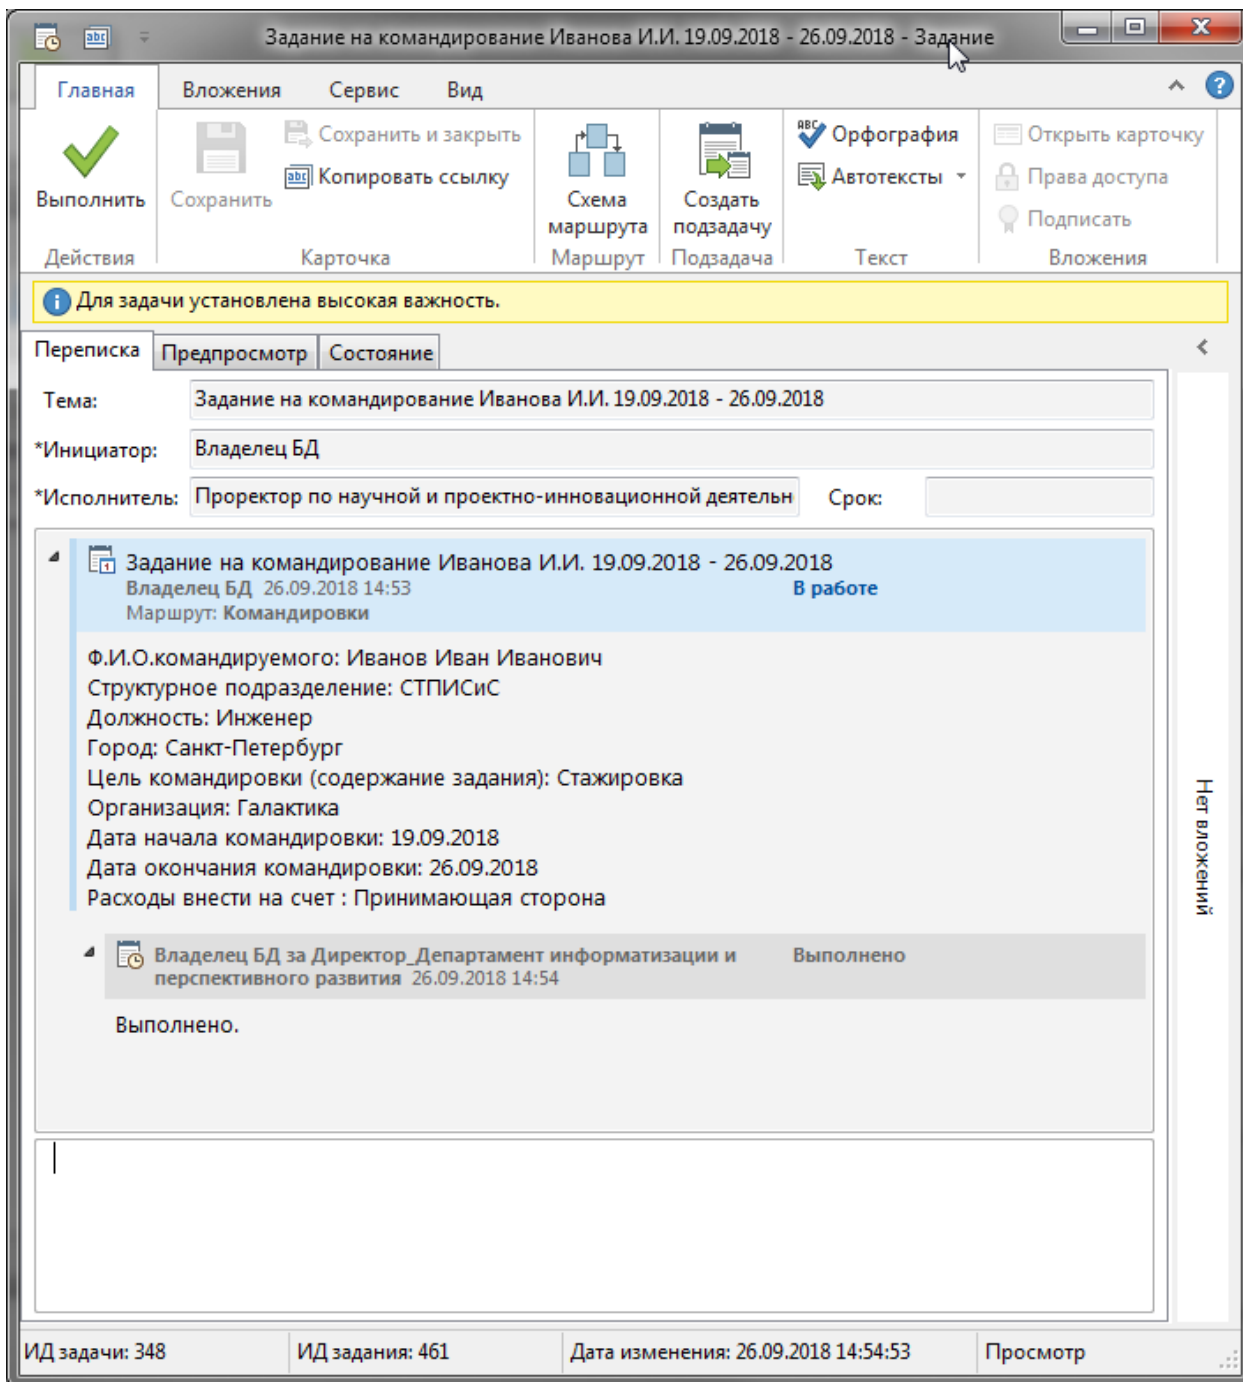 Задание на командирование Иванова И.И. 19.09.2018 - 26.09.2018 - Задание
Главная Вложения Сервис Вид
Выполнить
Сохранить
Сохранить и закрыть
Копировать ссылку
Схема
маршрута
Создать
подзадачу
Орфография
Автотексты
Открыть карточку
Права доступа
Подписать
Действия Карточка Маршрут Подзадача Текст Вложения
Для задачи установлена высокая важность.
Переписка Предпросмотр Состояние
Тема: Задание на командирование Иванова И.И. 19.09.2018 - 26.09.2018
*Инициатор: Владелец БД
*Исполнитель: Проректор по научной и проектно-инновационной деятельн Срок:
Задание на командирование Иванова И.И. 19.09.2018 - 26.09.2018
Владелец БД 26.09.2018 14:53 В работе
Маршрут: Командировки
Ф.И.О.командируемого: Иванов Иван Иванович
Структурное подразделение: СТПИСиС
Должность: Инженер
Город: Санкт-Петербург
Цель командировки (содержание задания): Стажировка
Организация: Галактика
Дата начала командировки: 19.09.2018
Дата окончания командировки: 26.09.2018
Расходы внести на счет : Принимающая сторона
Владелец БД за Директор_Департамент информатизации и Выполнено
перспективного развития 26.09.2018 14:54
Выполнено.
Нет вложений
ИД задачи: 348 ИД задания: 461 Дата изменения: 26.09.2018 14:54:53 Просмотр